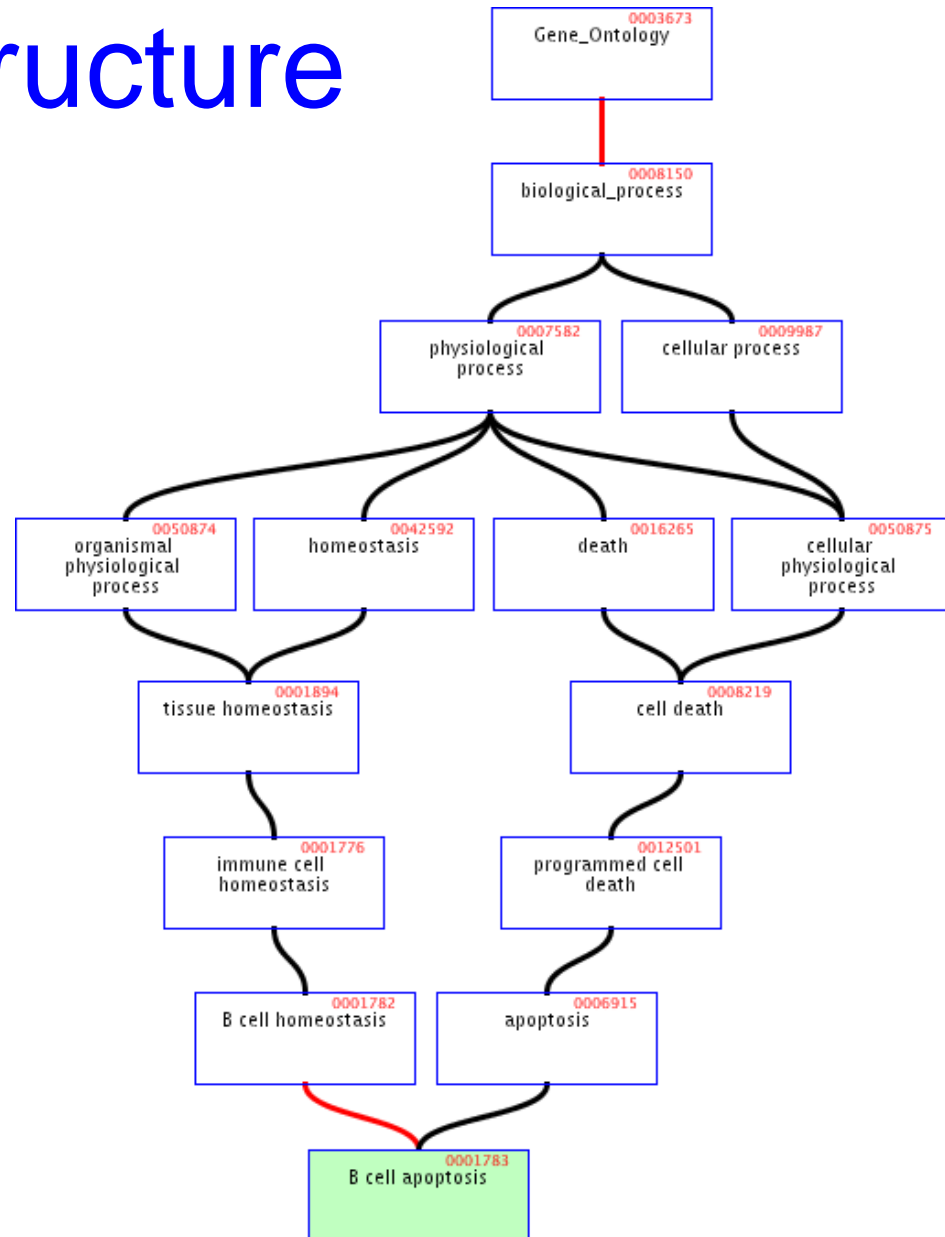 ructure
0003673
Gene_Ontology
0008150
biological_process
0007582
physiological
process
0009987
cellular process
0050874
organismal
physiological
process
0042592
homeostasis
0016265
death
0050875
cellular
physiological
process
0001894
tissue homeostasis
0008219
cell death
0001776
immune cell
homeostasis
0012501
programmed cell
death
0001782
B cell homeostasis
0006915
apoptosis
0001783
B cell apoptosis